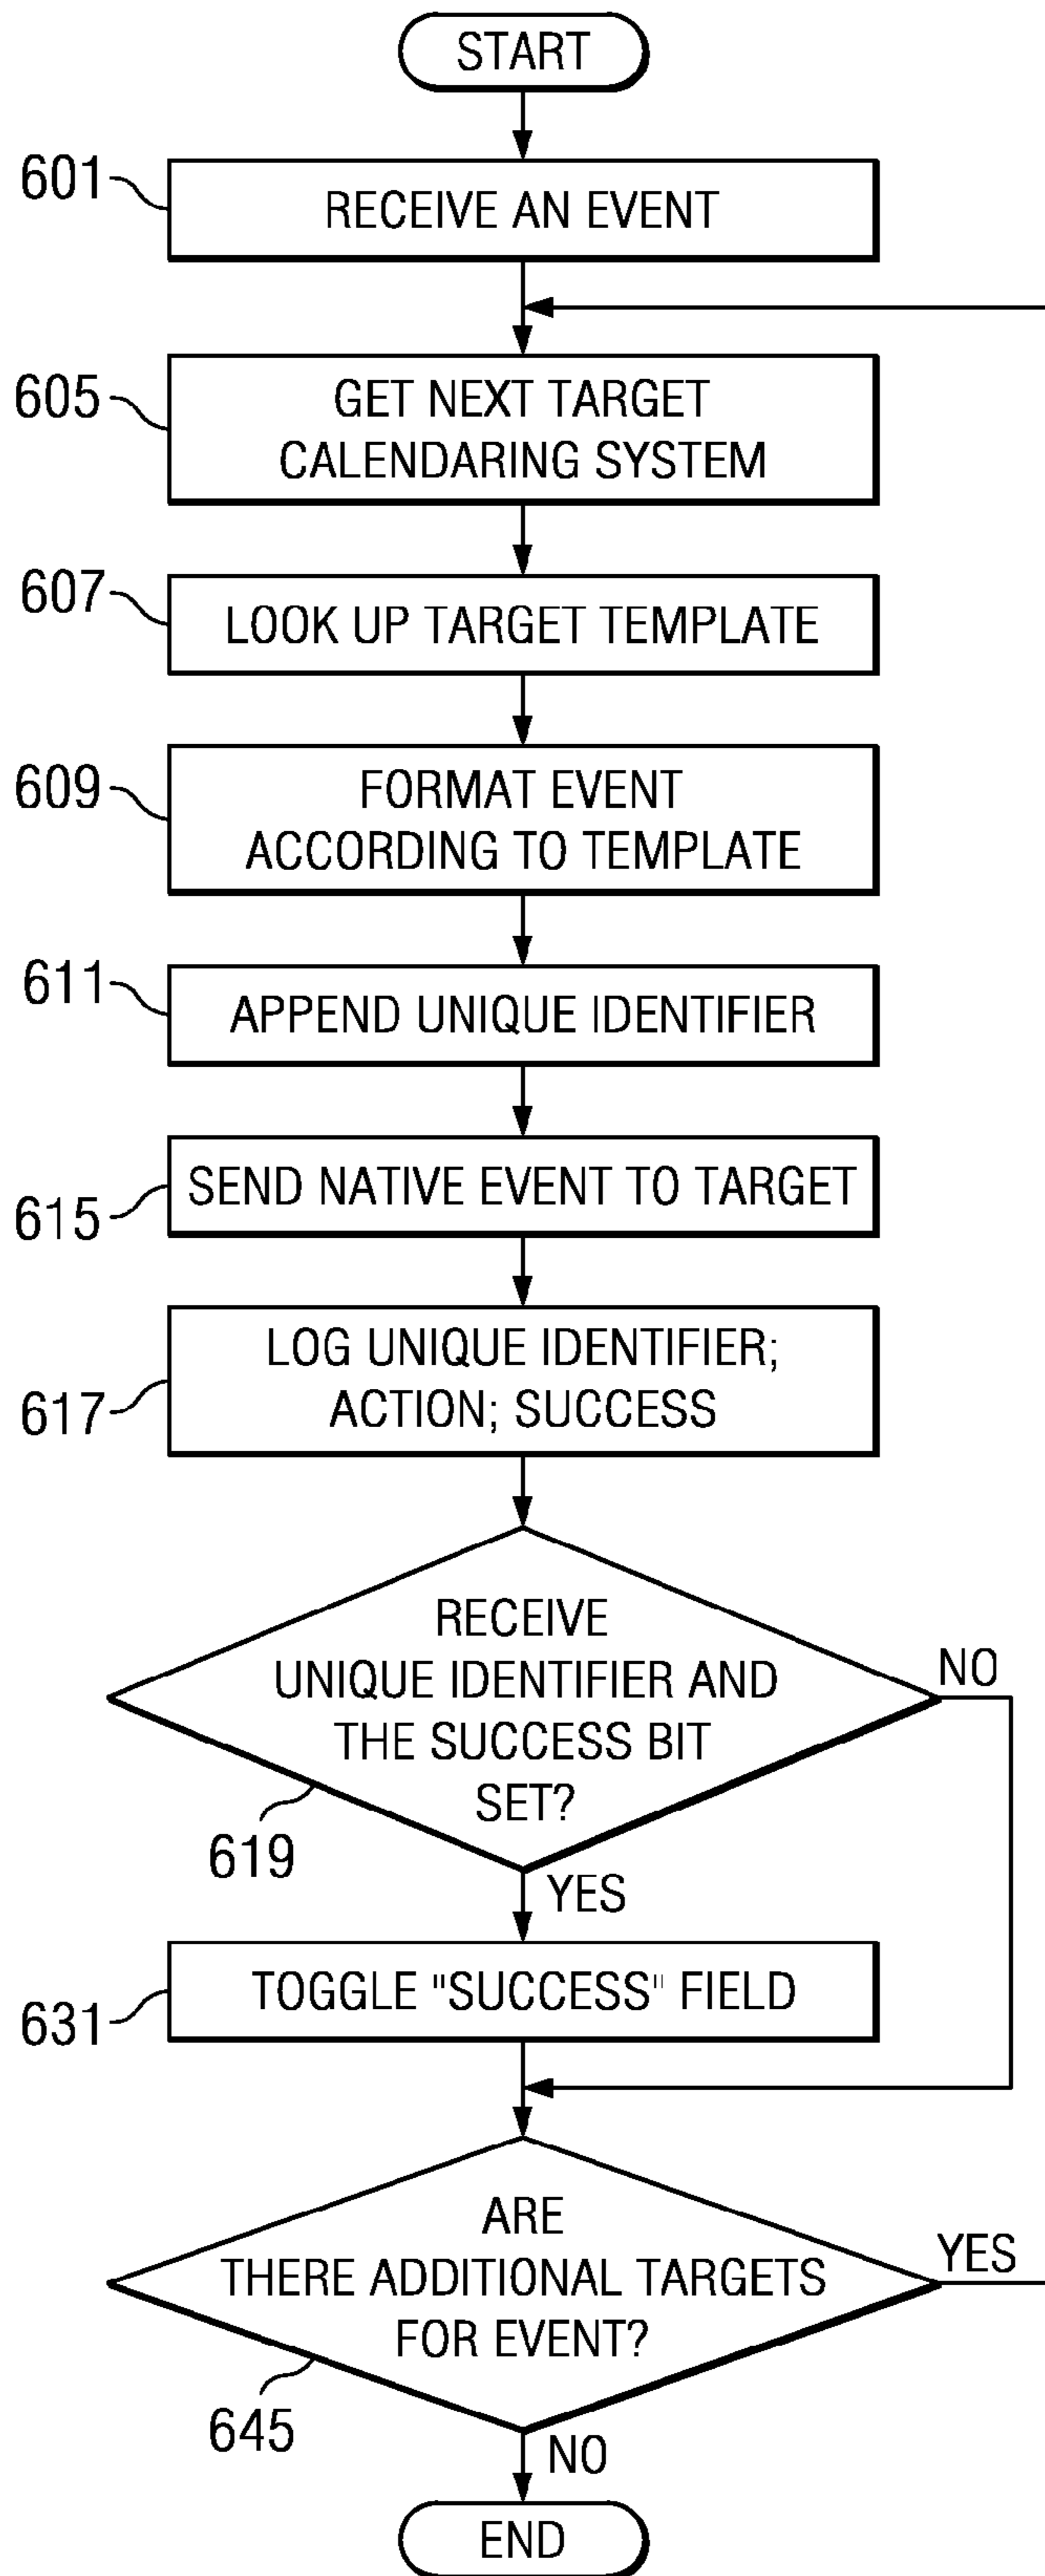 START
601
RECEIVE AN EVENT
605
GET NEXT TARGET
CALENDARING SYSTEM
607
LOOK UP TARGET TEMPLATE
609
FORMAT EVENT
ACCORDING TO TEMPLATE
611
APPEND UNIQUE IDENTIFIER
615
SEND NATIVE EVENT TO TARGET
617
LOG UNIQUE IDENTIFIER;
ACTION; SUCCESS
RECEIVE
UNIQUE IDENTIFIER AND
THE SUCCESS BIT
SET?
NO
619
YES
631
TOGGLE "SUCCESS" FIELD
ARE
THERE ADDITIONAL TARGETS
FOR EVENT?
YES
645
NO
END